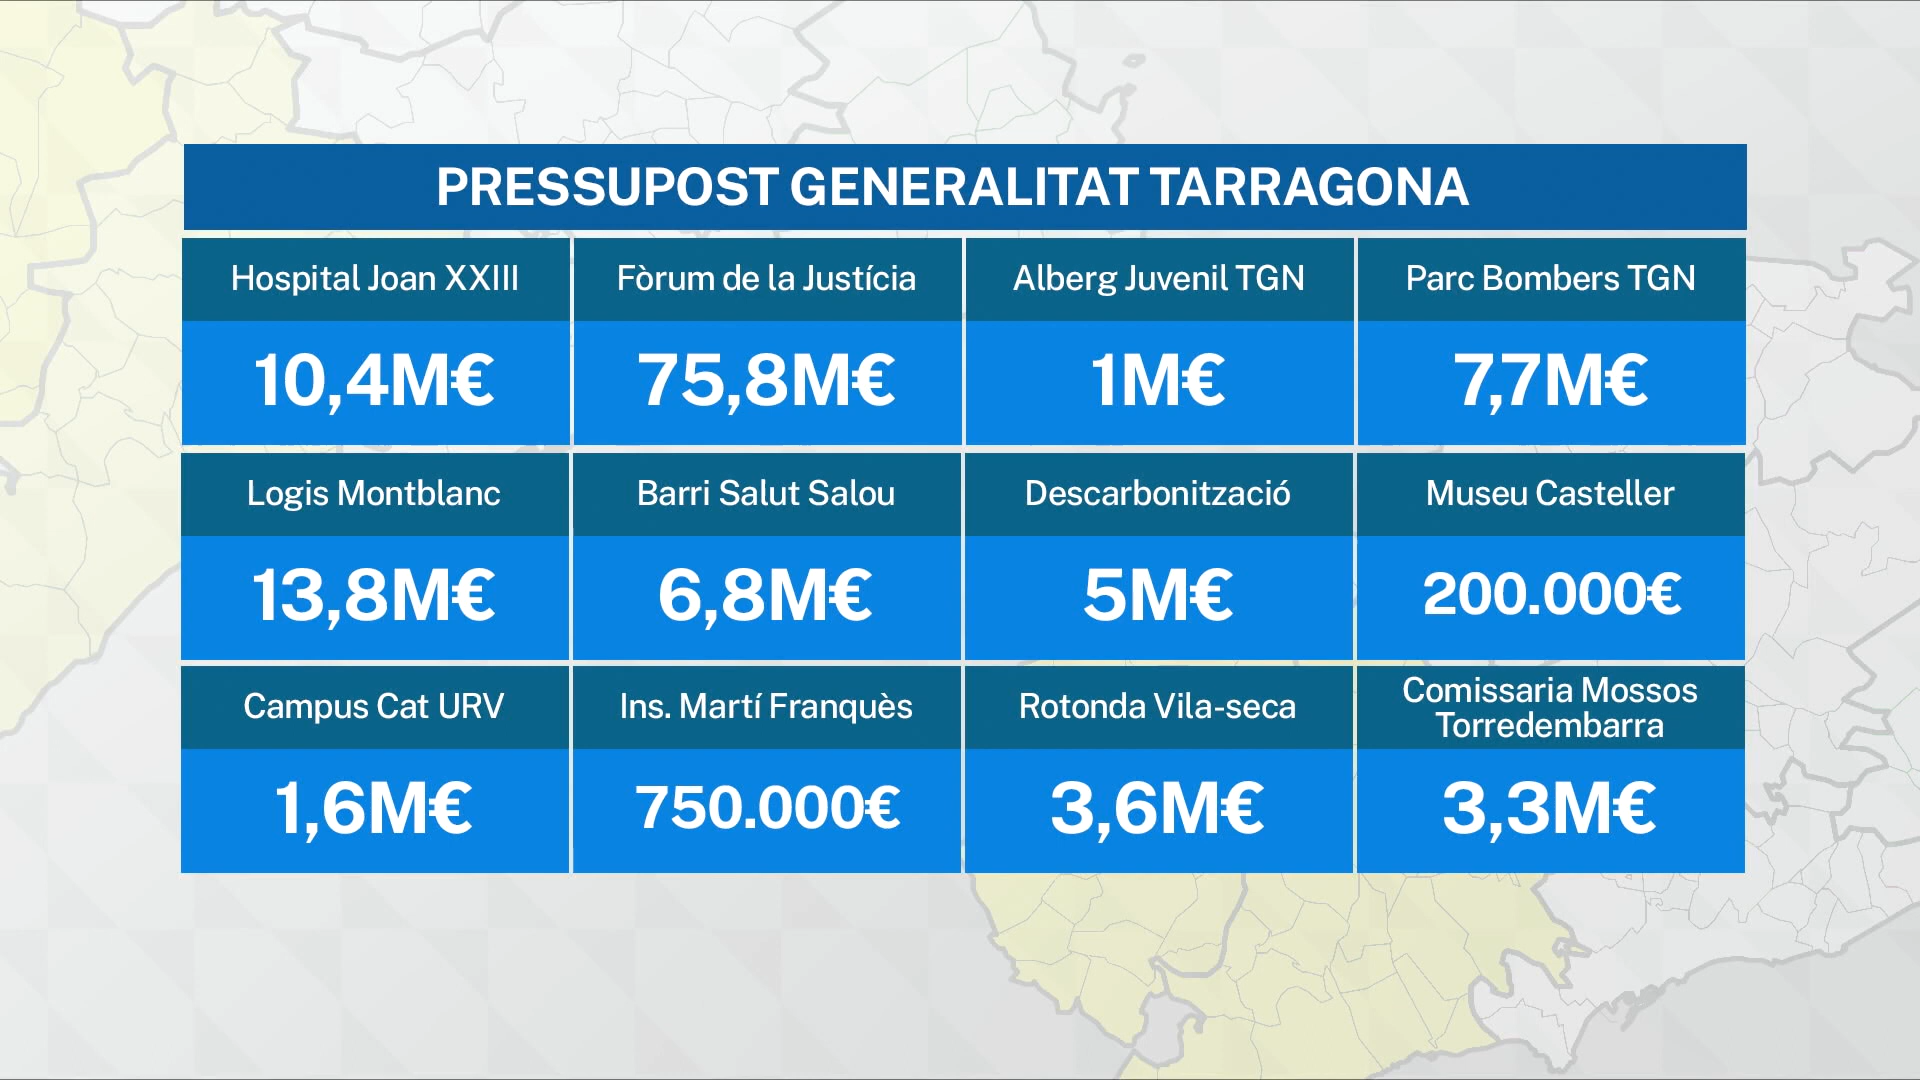 PRESSUPOST GENERALITAT TARRAGONA
Hospital Joan XXIII
10,4M€
Fòrum de la Justícia
75,8M€
Alberg Juvenil TGN
1M€
Parc Bombers TGN
7,7M€
Logis Montblanc
13,8M€
Barri Salut Salou
6,8M€
Descarbonització
5M€
Museu Casteller
200.000€
Campus Cat URV
1,6M€
Ins. Martí Franquès
750.000€
Rotonda Vila-seca
3,6M€
Comissaria Mossos
Torredembarra
3,3M€